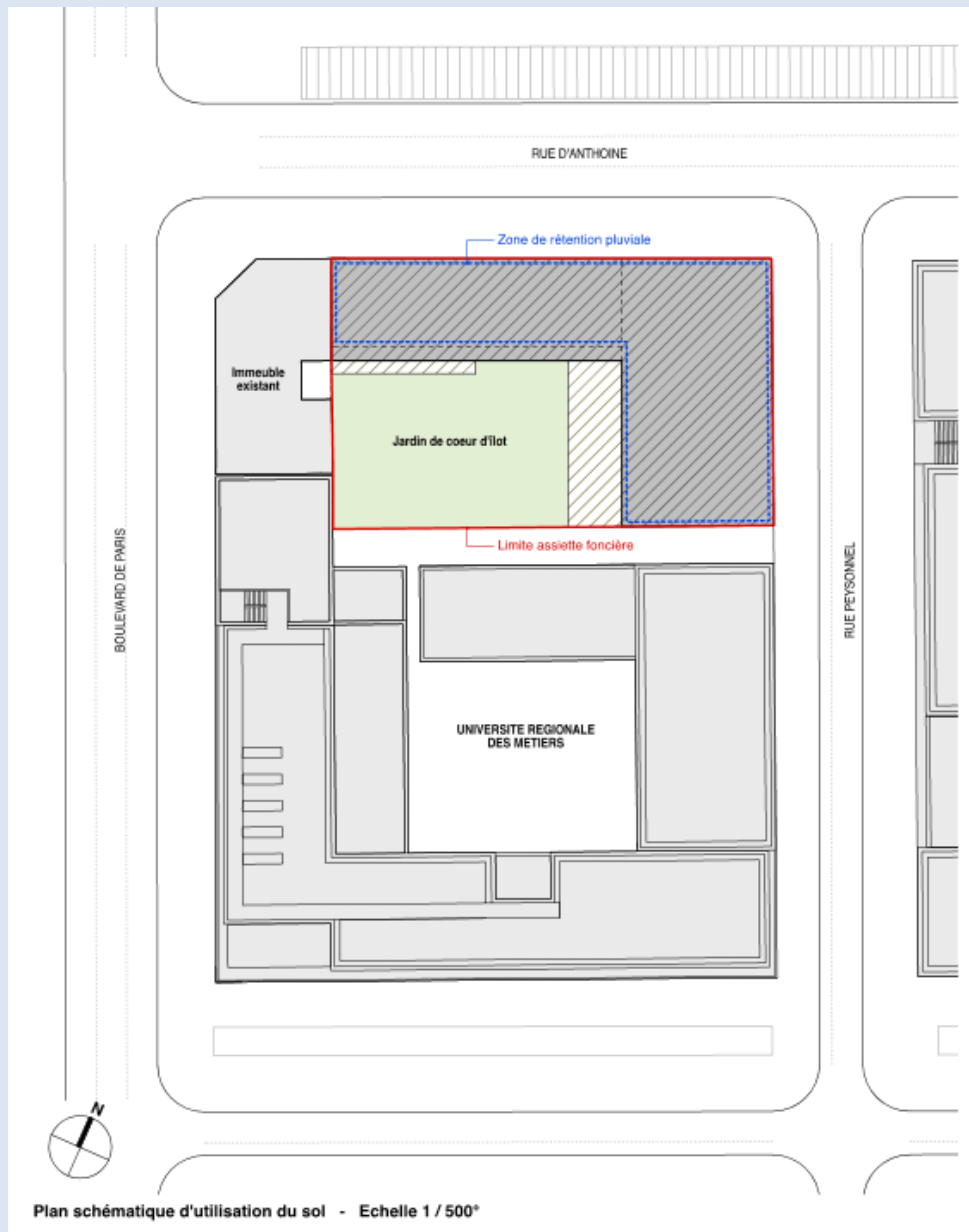 RUE D'ANTHOINE
Zone de rétention pluviale
Immeuble
existant
Jardin de coeur d'îlot
Limite assiette foncière
BOULEVARD DE PARIS
RUE PEYSONNEL
UNIVERSITE REGIONALE
DES METIERS
N
Plan schématique d'utilisation du sol - Echelle 1 / 500°